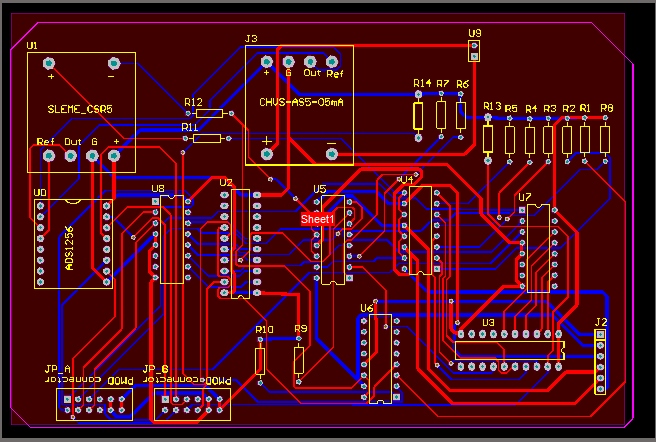 U1
J3
U9
+ -
SLEME_CSR5
Ref Out G +
+ G Out Ref
CHVS-AS5-05mA
+ -
R12
R11
R14 R7 R6
R13 R5 R4 R3 R2 R1 R8
U0
ADS1256
U8
U2
U5
U4
U7
Sheet1
U6
R10
R9
U3
J2
JP_A
PMOD connector
JP_B
PMOD connector